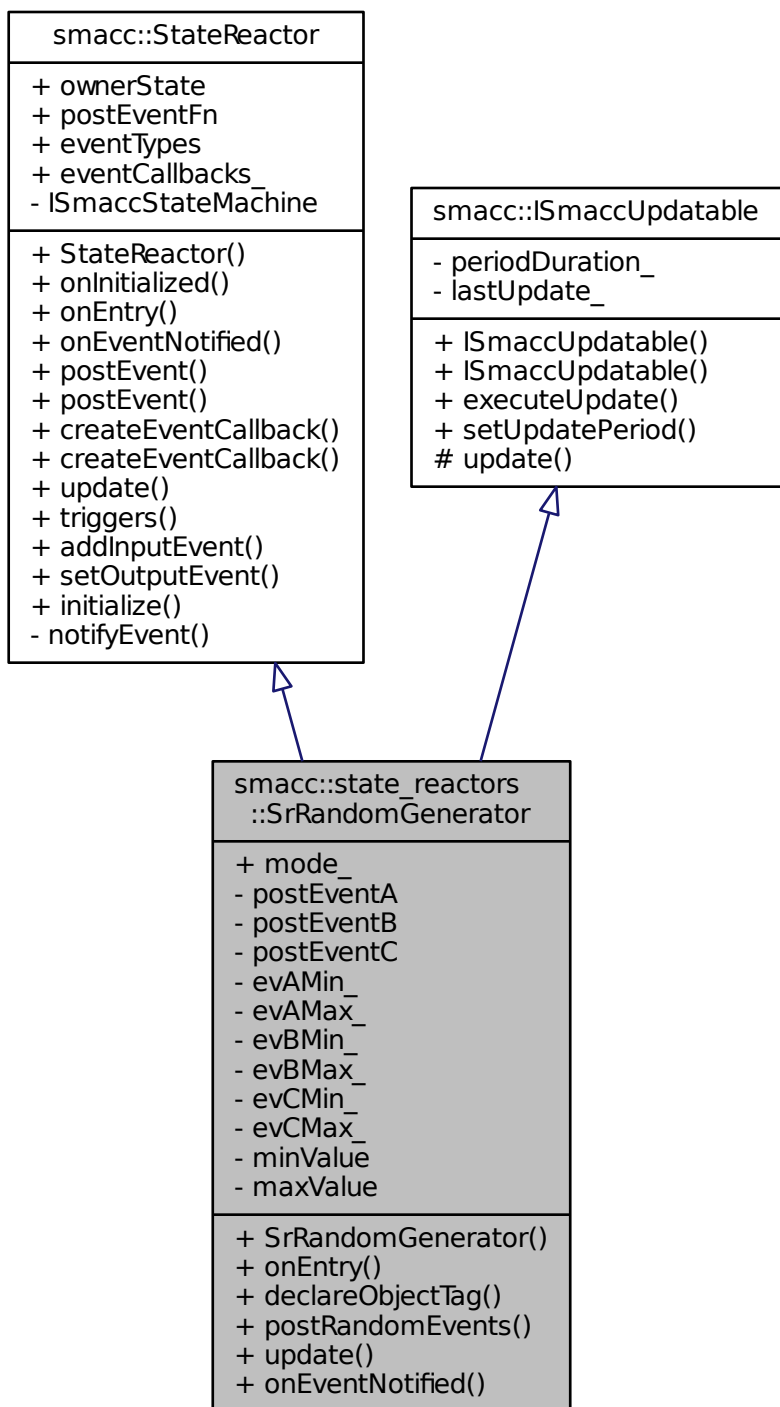 smacc::StateReactor
+ ownerState
+ postEventFn
+ eventTypes
+ eventCallbacks_
- ISmaccStateMachine
+ StateReactor()
+ onInitialized()
+ onEntry()
+ onEventNotified()
+ postEvent()
+ postEvent()
+ createEventCallback()
+ createEventCallback()
+ update()
+ triggers()
+ addInputEvent()
+ setOutputEvent()
+ initialize()
- notifyEvent()
smacc::ISmaccUpdatable
- periodDuration_
- lastUpdate_
+ ISmaccUpdatable()
+ ISmaccUpdatable()
+ executeUpdate()
+ setUpdatePeriod()
# update()
smacc::state_reactors
::SrRandomGenerator
+ mode_
- postEventA
- postEventB
- postEventC
- evAMin_
- evAMax_
- evBMin_
- evBMax_
- evCMin_
- evCMax_
- minValue
- maxValue
+ SrRandomGenerator()
+ onEntry()
+ declareObjectTag()
+ postRandomEvents()
+ update()
+ onEventNotified()